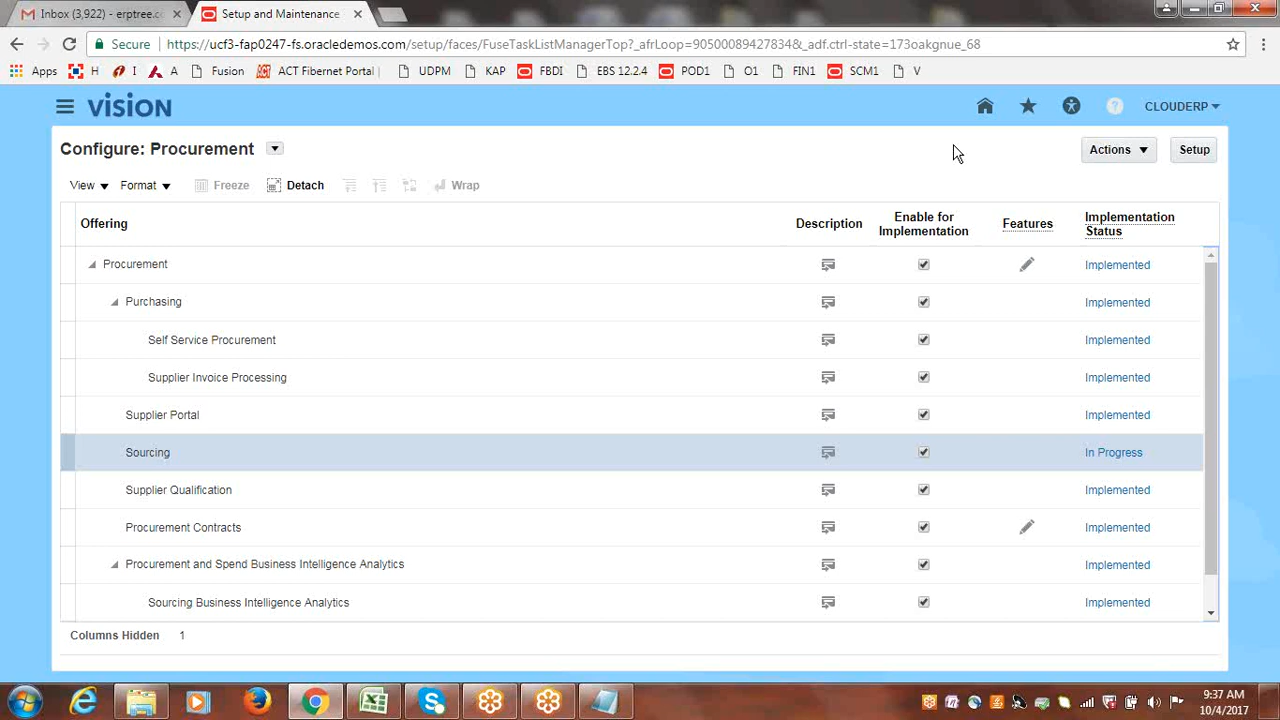 Inbox (3,922) - erptree.co
Setup and Maintenance
Secure
https://ucf3-fap0247-fs.oracledemos.com/setup/faces/FuseTaskListManagerTop?_afrLoop=90500089427834&_adf.ctrl-state=173oakgnue_68
Apps H I A Fusion ACT Fibernet Portal UDPM KAP FBDI EBS 12.2.4 POD1 O1 FIN1 SCM1 V
VISION
CLOUDERP
Configure: Procurement
Actions Setup
View Format Freeze Detach Wrap
Offering Description Enable for Implementation Features Implementation Status
Procurement Implemented
Purchasing Implemented
Self Service Procurement Implemented
Supplier Invoice Processing Implemented
Supplier Portal Implemented
Sourcing In Progress
Supplier Qualification Implemented
Procurement Contracts Implemented
Procurement and Spend Business Intelligence Analytics Implemented
Sourcing Business Intelligence Analytics Implemented
Columns Hidden 1
9:37 AM
10/4/2017